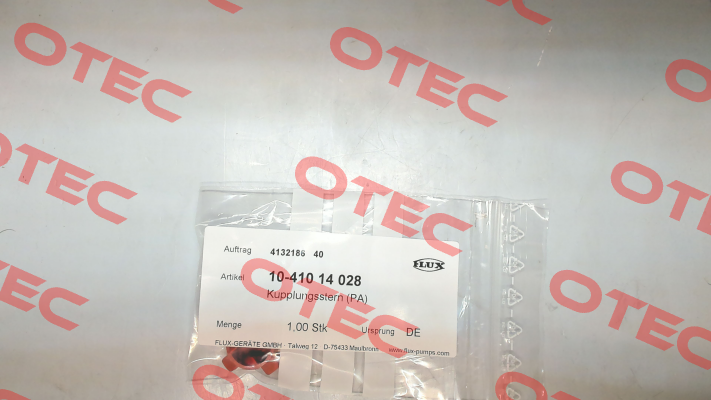 OTEC
OTEC
OTEC
OTEC
OTEC
OTEC
OTEC
OTEC
OTEC
Auftrag 4132186 40
FLUX
Artikel 10-410 14 028
Kupplungsstern (PA)
Menge 1,00 Stk Ursprung DE
FLUX-GERÄTE GMBH · Talweg 12 D-75433 Maulbronn www.flux-pumps.com